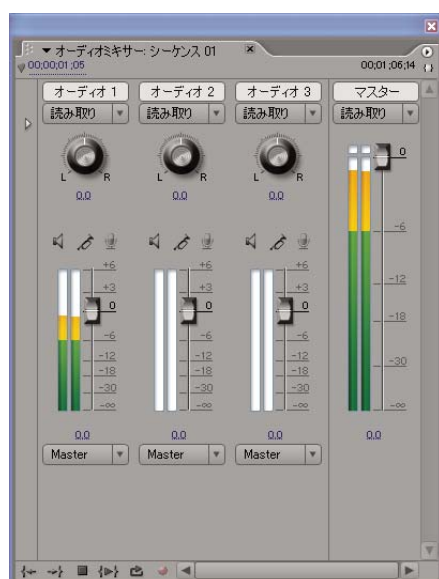 オーディオミキサー: シーケンス 01
00;00;01;05
00;01;06;14
オーディオ 1 オーディオ 2 オーディオ 3 マスター
読み取り 読み取り 読み取り 読み取り
L R L R L R
0.0 0.0 0.0
0
-6
-12
-18
-30
-∞
+6 +6 +6
+3 +3 +3
0 0 0
-6 -6 -6
-12 -12 -12
-18 -18 -18
-30 -30 -30
-∞ -∞ -∞
0.0 0.0 0.0 0.0
Master Master Master